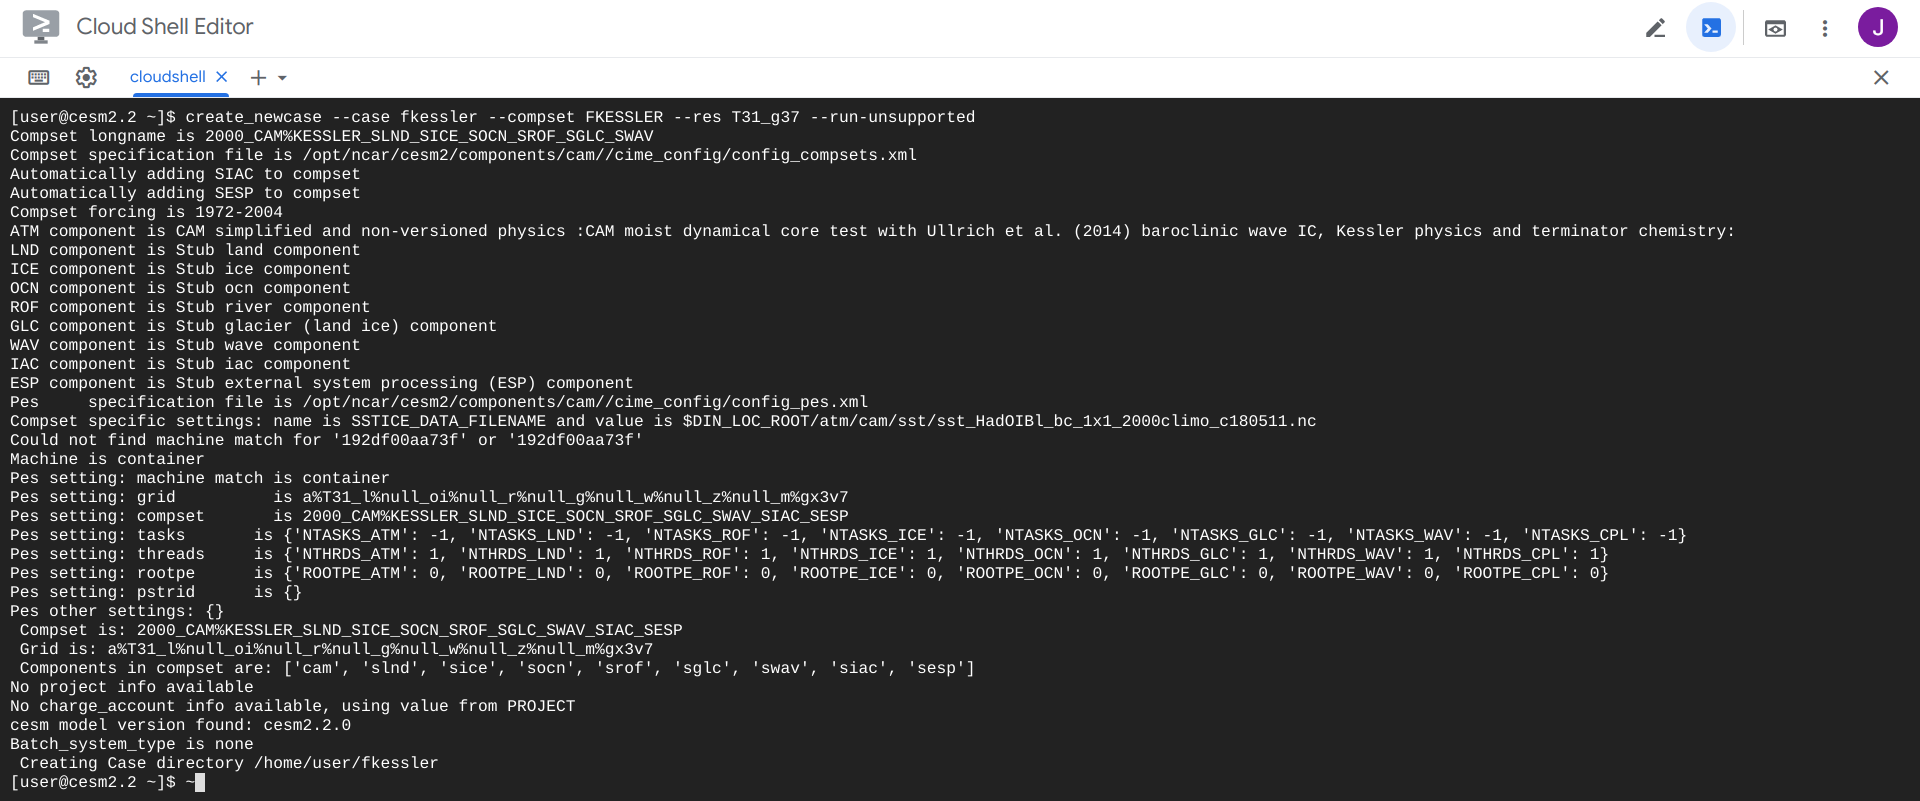 Cloud Shell Editor
J
cloudshell
[user@cesm2.2 ~]$ create_newcase --case fkessler --compset FKESSLER --res T31_g37 --run-unsupported
Compset longname is 2000_CAM%KESSLER_SLND_SICE_SOCN_SROF_SGLC_SWAV
Compset specification file is /opt/ncar/cesm2/components/cam//cime_config/config_compsets.xml
Automatically adding SIAC to compset
Automatically adding SESP to compset
Compset forcing is 1972-2004
ATM component is CAM simplified and non-versioned physics :CAM moist dynamical core test with Ullrich et al. (2014) baroclinic wave IC, Kessler physics and terminator chemistry:
LND component is Stub land component
ICE component is Stub ice component
OCN component is Stub ocn component
ROF component is Stub river component
GLC component is Stub glacier (land ice) component
WAV component is Stub wave component
IAC component is Stub iac component
ESP component is Stub external system processing (ESP) component
Pes     specification file is /opt/ncar/cesm2/components/cam//cime_config/config_pes.xml
Compset specific settings: name is SSTICE_DATA_FILENAME and value is $DIN_LOC_ROOT/atm/cam/sst/sst_HadOIBl_bc_1x1_2000climo_c180511.nc
Could not find machine match for '192df00aa73f' or '192df00aa73f'
Machine is container
Pes setting: machine match is container
Pes setting: grid          is a%T31_l%null_oi%null_r%null_g%null_w%null_z%null_m%gx3v7
Pes setting: compset       is 2000_CAM%KESSLER_SLND_SICE_SOCN_SROF_SGLC_SWAV_SIAC_SESP
Pes setting: tasks       is {'NTASKS_ATM': -1, 'NTASKS_LND': -1, 'NTASKS_ROF': -1, 'NTASKS_ICE': -1, 'NTASKS_OCN': -1, 'NTASKS_GLC': -1, 'NTASKS_WAV': -1, 'NTASKS_CPL': -1}
Pes setting: threads     is {'NTHRDS_ATM': 1, 'NTHRDS_LND': 1, 'NTHRDS_ROF': 1, 'NTHRDS_ICE': 1, 'NTHRDS_OCN': 1, 'NTHRDS_GLC': 1, 'NTHRDS_WAV': 1, 'NTHRDS_CPL': 1}
Pes setting: rootpe      is {'ROOTPE_ATM': 0, 'ROOTPE_LND': 0, 'ROOTPE_ROF': 0, 'ROOTPE_ICE': 0, 'ROOTPE_OCN': 0, 'ROOTPE_GLC': 0, 'ROOTPE_WAV': 0, 'ROOTPE_CPL': 0}
Pes setting: pstrid      is {}
Pes other settings: {}
 Compset is: 2000_CAM%KESSLER_SLND_SICE_SOCN_SROF_SGLC_SWAV_SIAC_SESP
 Grid is: a%T31_l%null_oi%null_r%null_g%null_w%null_z%null_m%gx3v7
 Components in compset are: ['cam', 'slnd', 'sice', 'socn', 'srof', 'sglc', 'swav', 'siac', 'sesp']
No project info available
No charge_account info available, using value from PROJECT
cesm model version found: cesm2.2.0
Batch_system_type is none
 Creating Case directory /home/user/fkessler
[user@cesm2.2 ~]$ ~